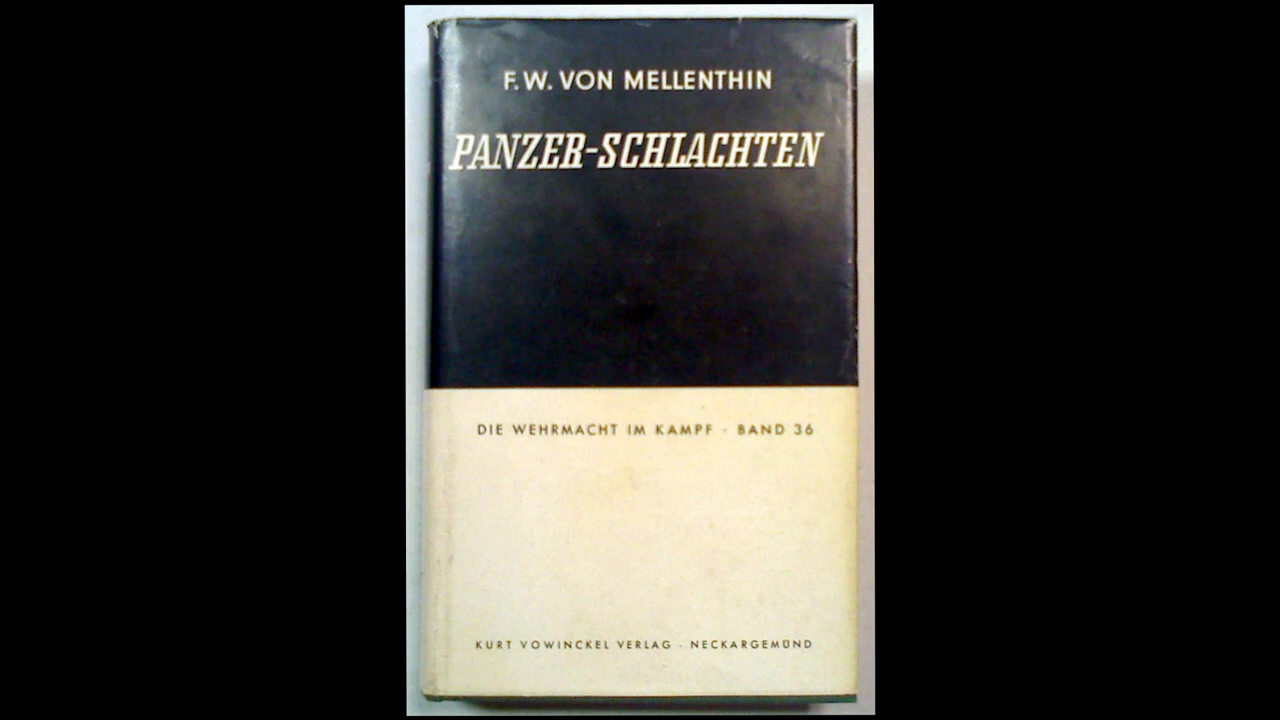 F. W. VON MELLENTHIN
PANZER-SCHLACHTEN
DIE WEHRMACHT IM KAMPF · BAND 36
KURT VOWINCKEL VERLAG · NECKARGEMÜND